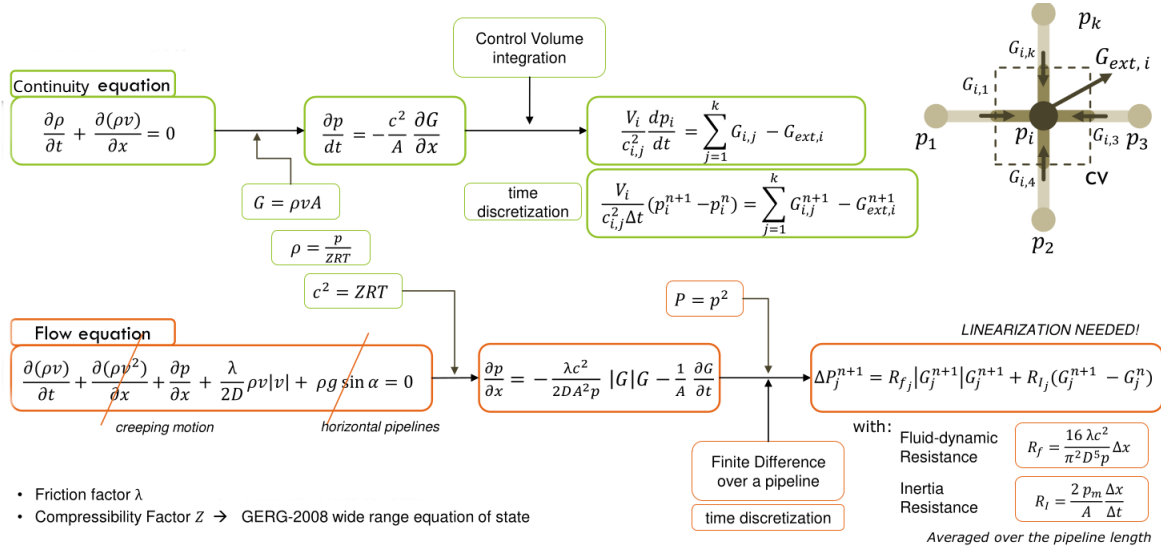 Control Volume
integration
Continuity equation
∂ρ/∂t + ∂(ρv)/∂x = 0
∂p/dt = −c²/A ∂G/∂x
V_i/c²_{i,j} dp_i/dt = ∑_{j=1}^{k} G_{i,j} − G_{ext,i}
G = ρvA
time
discretization
V_i/(c²_{i,j}Δt) (p_i^{n+1} − p_i^n) = ∑_{j=1}^{k} G_{i,j}^{n+1} − G_{ext,i}^{n+1}
ρ = p/ZRT
c² = ZRT
p_k
G_{i,k}
G_{ext,i}
G_{i,1}
p_1
p_i
G_{i,3}
p_3
G_{i,4}
CV
p_2
P = p²
Flow equation
LINEARIZATION NEEDED!
∂(ρv)/∂t + ∂(ρv²)/∂x + ∂p/∂x + λ/2D ρv|v| + ρg sin α = 0
∂p/∂x = − λc²/(2DA²p) |G|G − 1/A ∂G/∂t
ΔP_j^{n+1} = R_{f_j}|G_j^{n+1}|G_j^{n+1} + R_{I_j}(G_j^{n+1} − G_j^n)
creeping motion
horizontal pipelines
with:
Fluid-dynamic
Resistance
R_f = 16 λc²/(π²D⁵p) Δx
Finite Difference
over a pipeline
time discretization
Inertia
Resistance
R_I = 2 p_m/A Δx/Δt
• Friction factor λ
• Compressibility Factor Z → GERG-2008 wide range equation of state
Averaged over the pipeline length